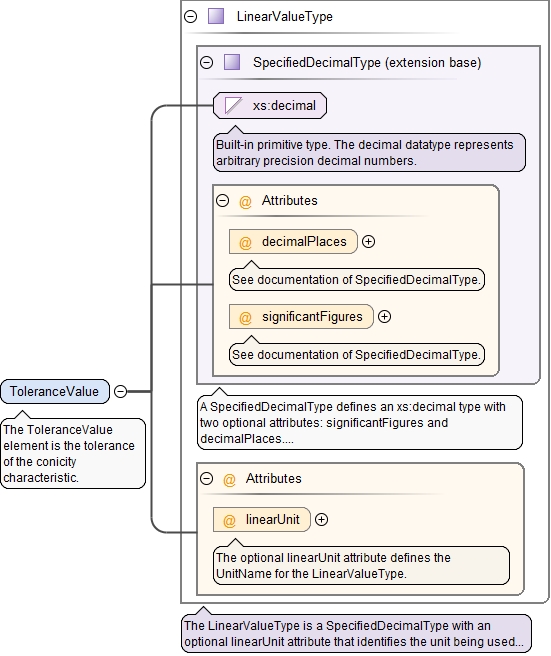 LinearValueType
SpecifiedDecimalType (extension base)
xs:decimal
Built-in primitive type. The decimal datatype represents
arbitrary precision decimal numbers.
@ Attributes
@ decimalPlaces
See documentation of SpecifiedDecimalType.
@ significantFigures
See documentation of SpecifiedDecimalType.
ToleranceValue
The ToleranceValue
element is the tolerance
of the conicity
characteristic.
A SpecifiedDecimalType defines an xs:decimal type with
two optional attributes: significantFigures and
decimalPlaces....
@ Attributes
@ linearUnit
The optional linearUnit attribute defines the
UnitName for the LinearValueType.
The LinearValueType is a SpecifiedDecimalType with an
optional linearUnit attribute that identifies the unit being used...